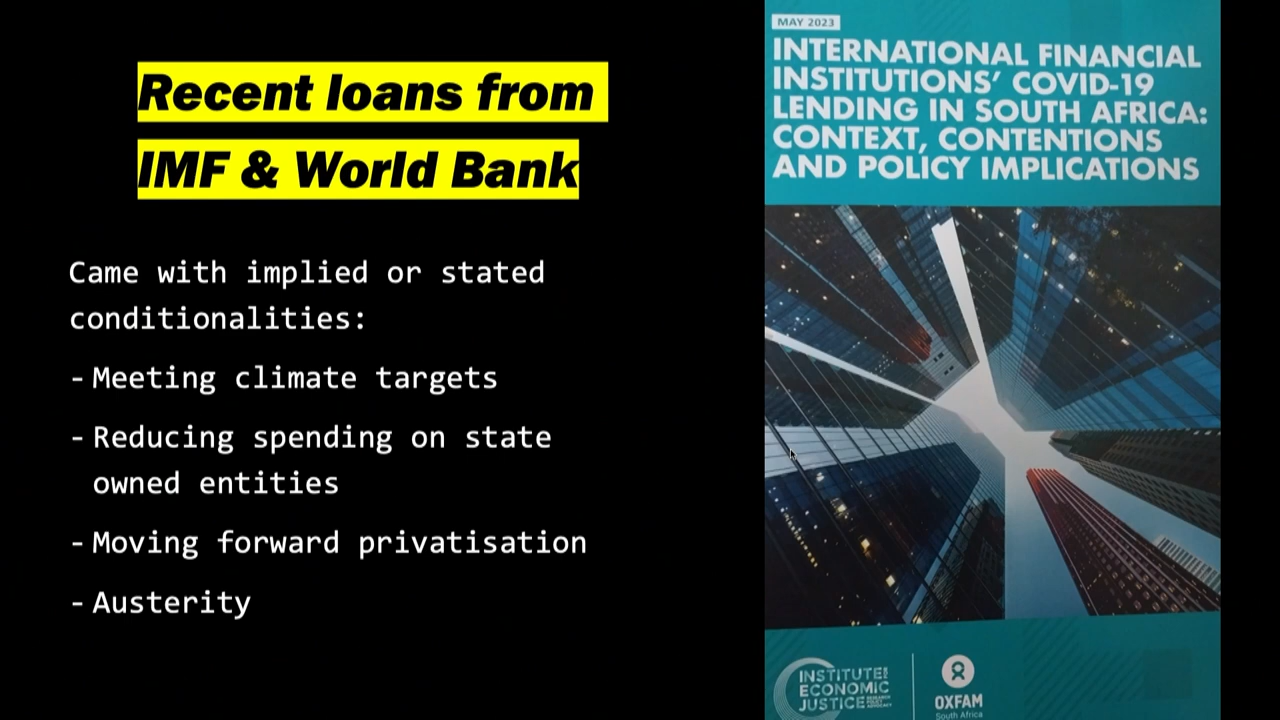 Recent loans from
IMF & World Bank
Came with implied or stated
conditionalities:
- Meeting climate targets
- Reducing spending on state
owned entities
- Moving forward privatisation
- Austerity
MAY 2023
INTERNATIONAL FINANCIAL
INSTITUTIONS' COVID-19
LENDING IN SOUTH AFRICA:
CONTEXT, CONTENTIONS
AND POLICY IMPLICATIONS
INSTITUTE FOR
ECONOMIC
JUSTICE
OXFAM
South Africa